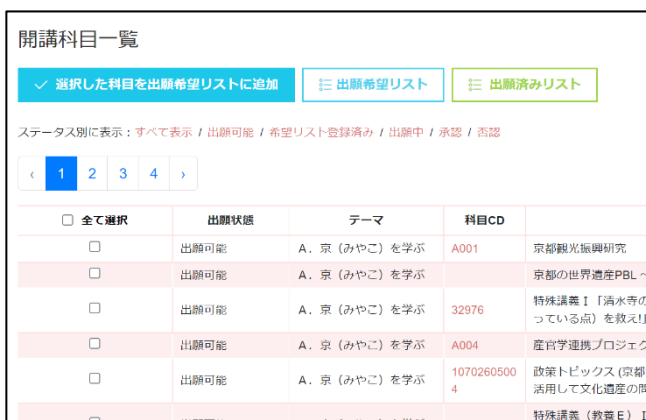 開講科目一覧
選択した科目を出願希望リストに追加 出願希望リスト 出願済みリスト
ステータス別に表示：すべて表示 / 出願可能 / 希望リスト登録済み / 出願中 / 承認 / 否認
‹ 1 2 3 4 ›
全て選択 出願状態 テーマ 科目CD
出願可能 A．京（みやこ）を学ぶ A001 京都観光振興研究
出願可能 A．京（みやこ）を学ぶ 京都の世界遺産PBL ~
出願可能 A．京（みやこ）を学ぶ 32976 特殊講義 I 「清水寺の
っている点）を救え!」
出願可能 A．京（みやこ）を学ぶ A004 産官学連携プロジェク
出願可能 A．京（みやこ）を学ぶ 1070260500
4 政策トピックス (京都
活用して文化遺産の問
特殊講義（教養E）I